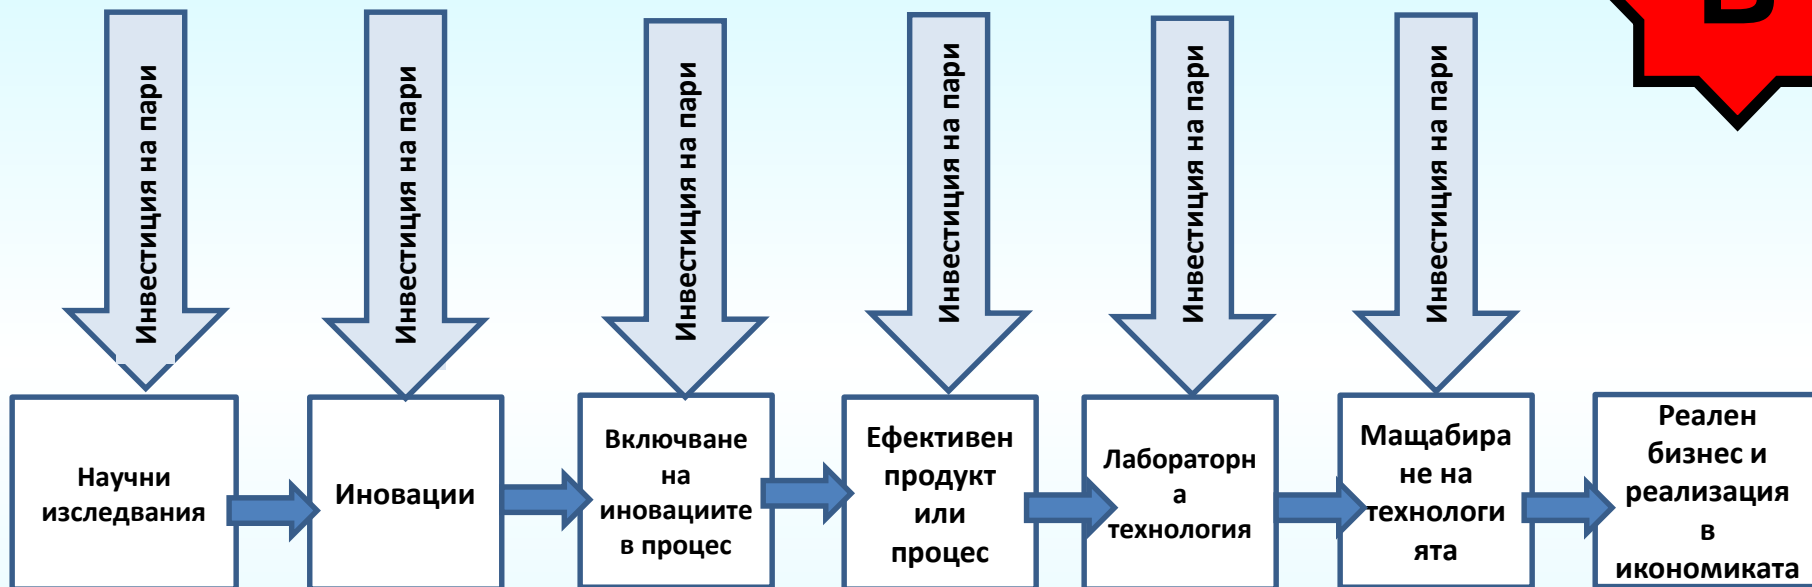 Инвестиция на пари
Инвестиция на пари
Инвестиция на пари
Инвестиция на пари
Инвестиция на пари
Инвестиция на пари
Научни
изследвания
Иновации
Включване
на
иновациите
в процес
Ефективен
продукт
или
процес
Лабораторн
а
технология
Мащабира
не на
технологи
ята
Реален
бизнес и
реализация
в
икономиката